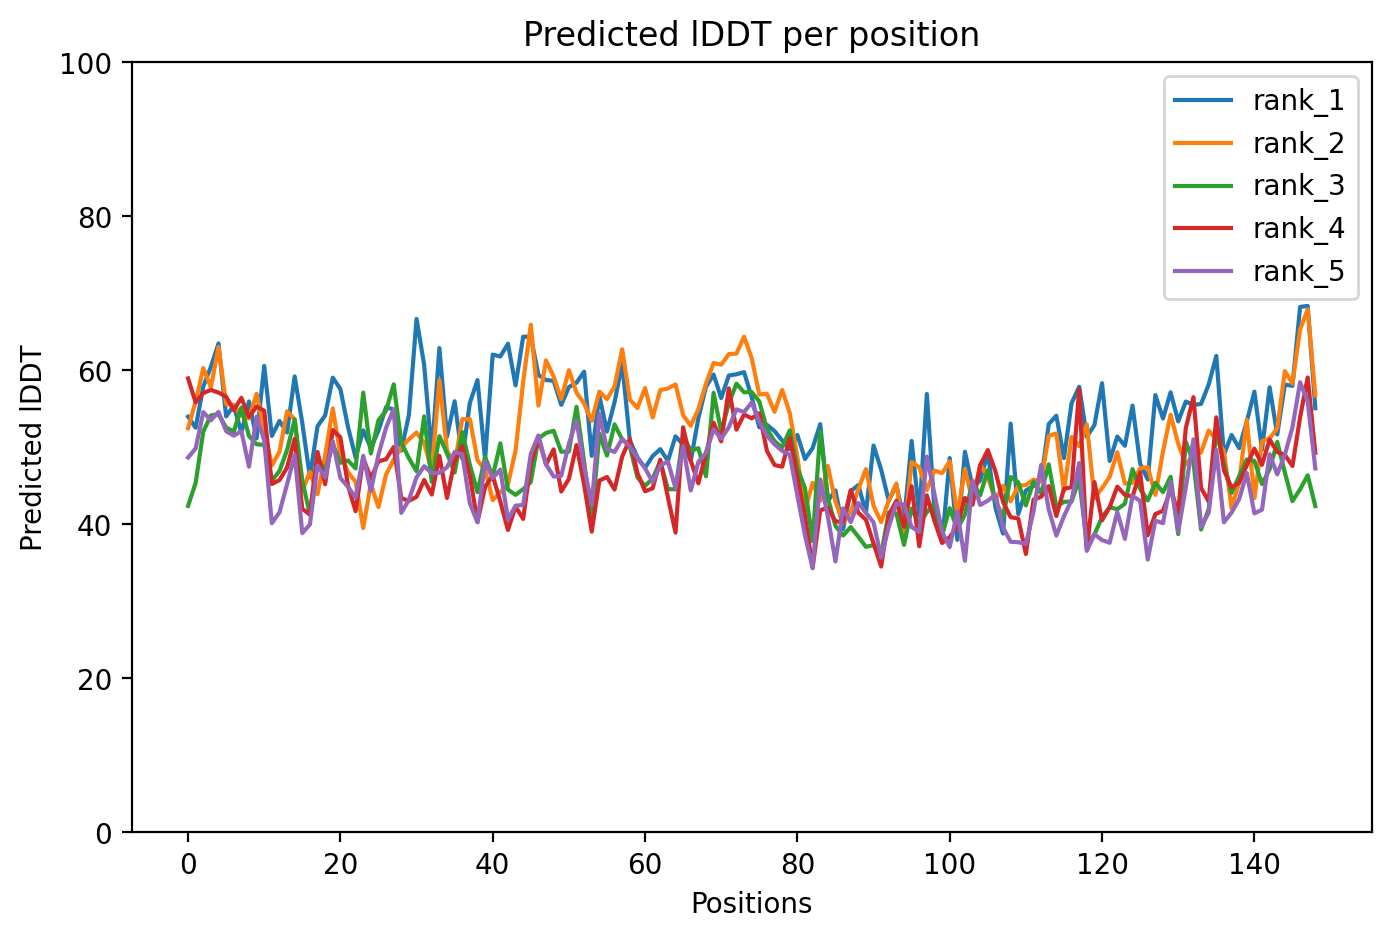 Predicted lDDT per position
100
80
60
40
20
0
Predicted lDDT
0 20 40 60 80 100 120 140
Positions
rank_1
rank_2
rank_3
rank_4
rank_5